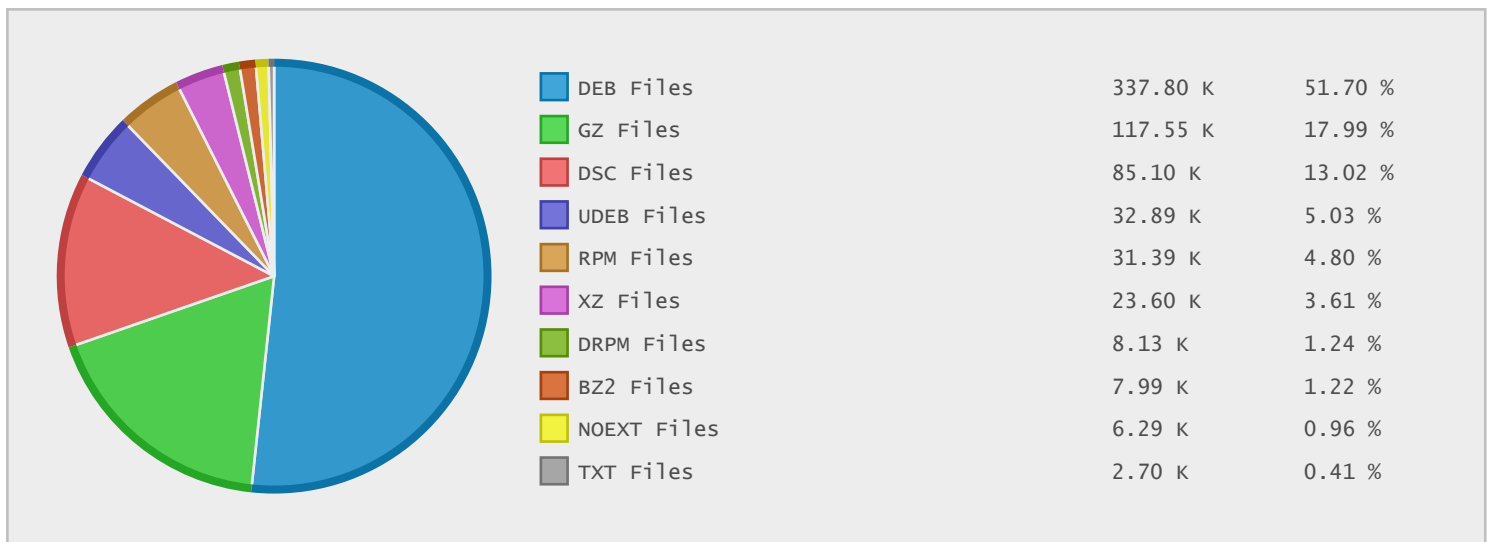 DEB Files 337.80 K 51.70 %
GZ Files 117.55 K 17.99 %
DSC Files 85.10 K 13.02 %
UDEB Files 32.89 K 5.03 %
RPM Files 31.39 K 4.80 %
XZ Files 23.60 K 3.61 %
DRPM Files 8.13 K 1.24 %
BZ2 Files 7.99 K 1.22 %
NOEXT Files 6.29 K 0.96 %
TXT Files 2.70 K 0.41 %